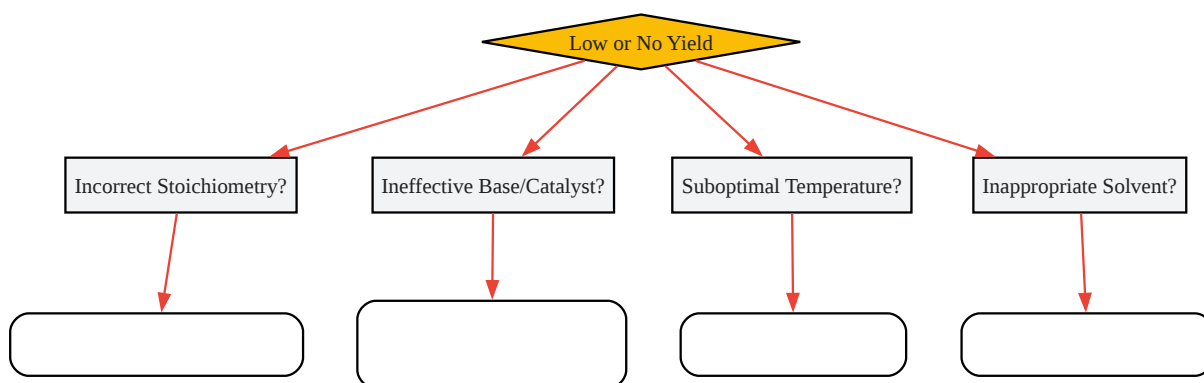 Low or No Yield
Incorrect Stoichiometry?
Ineffective Base/Catalyst?
Suboptimal Temperature?
Inappropriate Solvent?